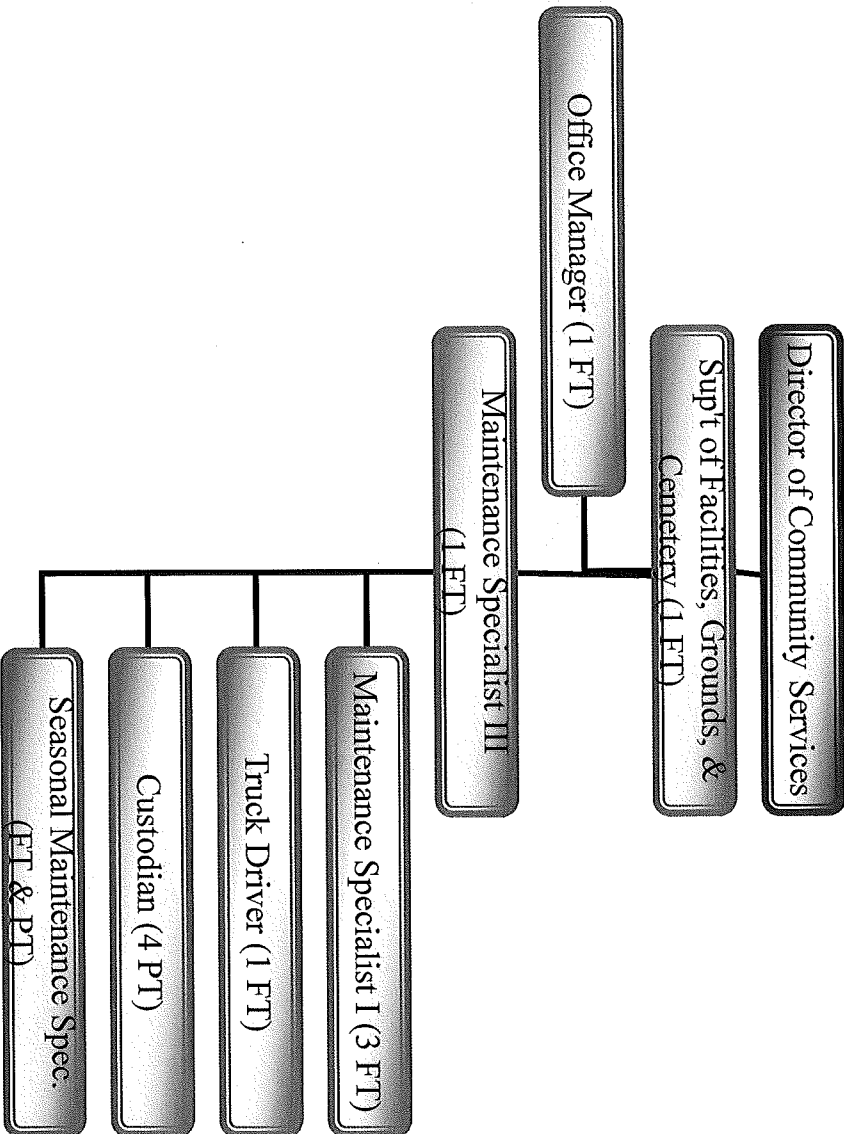 Director of Community Services
Sup't of Facilities, Grounds, &
Cemetery (1 FT)
Office Manager (1 FT)
Maintenance Specialist III
(1 FT)
Maintenance Specialist I (3 FT)
Truck Driver (1 FT)
Custodian (4 PT)
Seasonal Maintenance Spec.
(FT & PT)